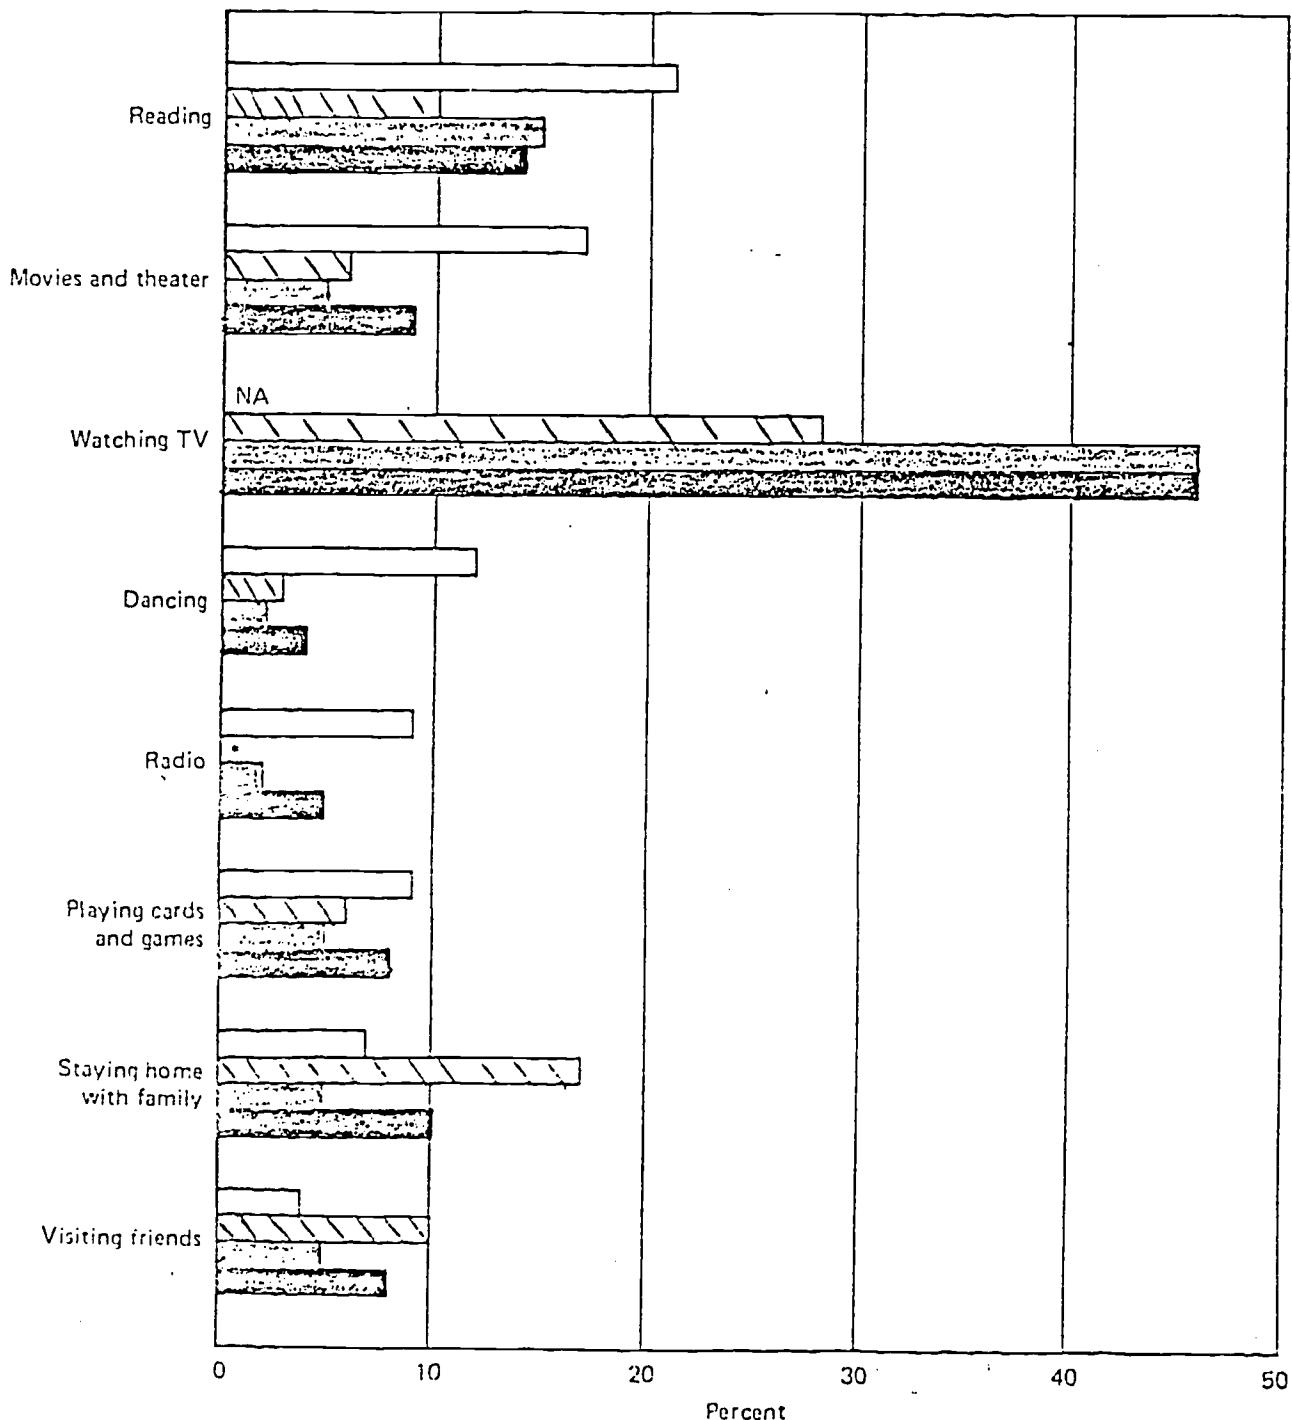 Reading
Movies and theater
NA
Watching TV
Dancing
Radio
Playing cards
and games
Staying home
with family
Visiting friends
0 10 20 30 40 50
Percent